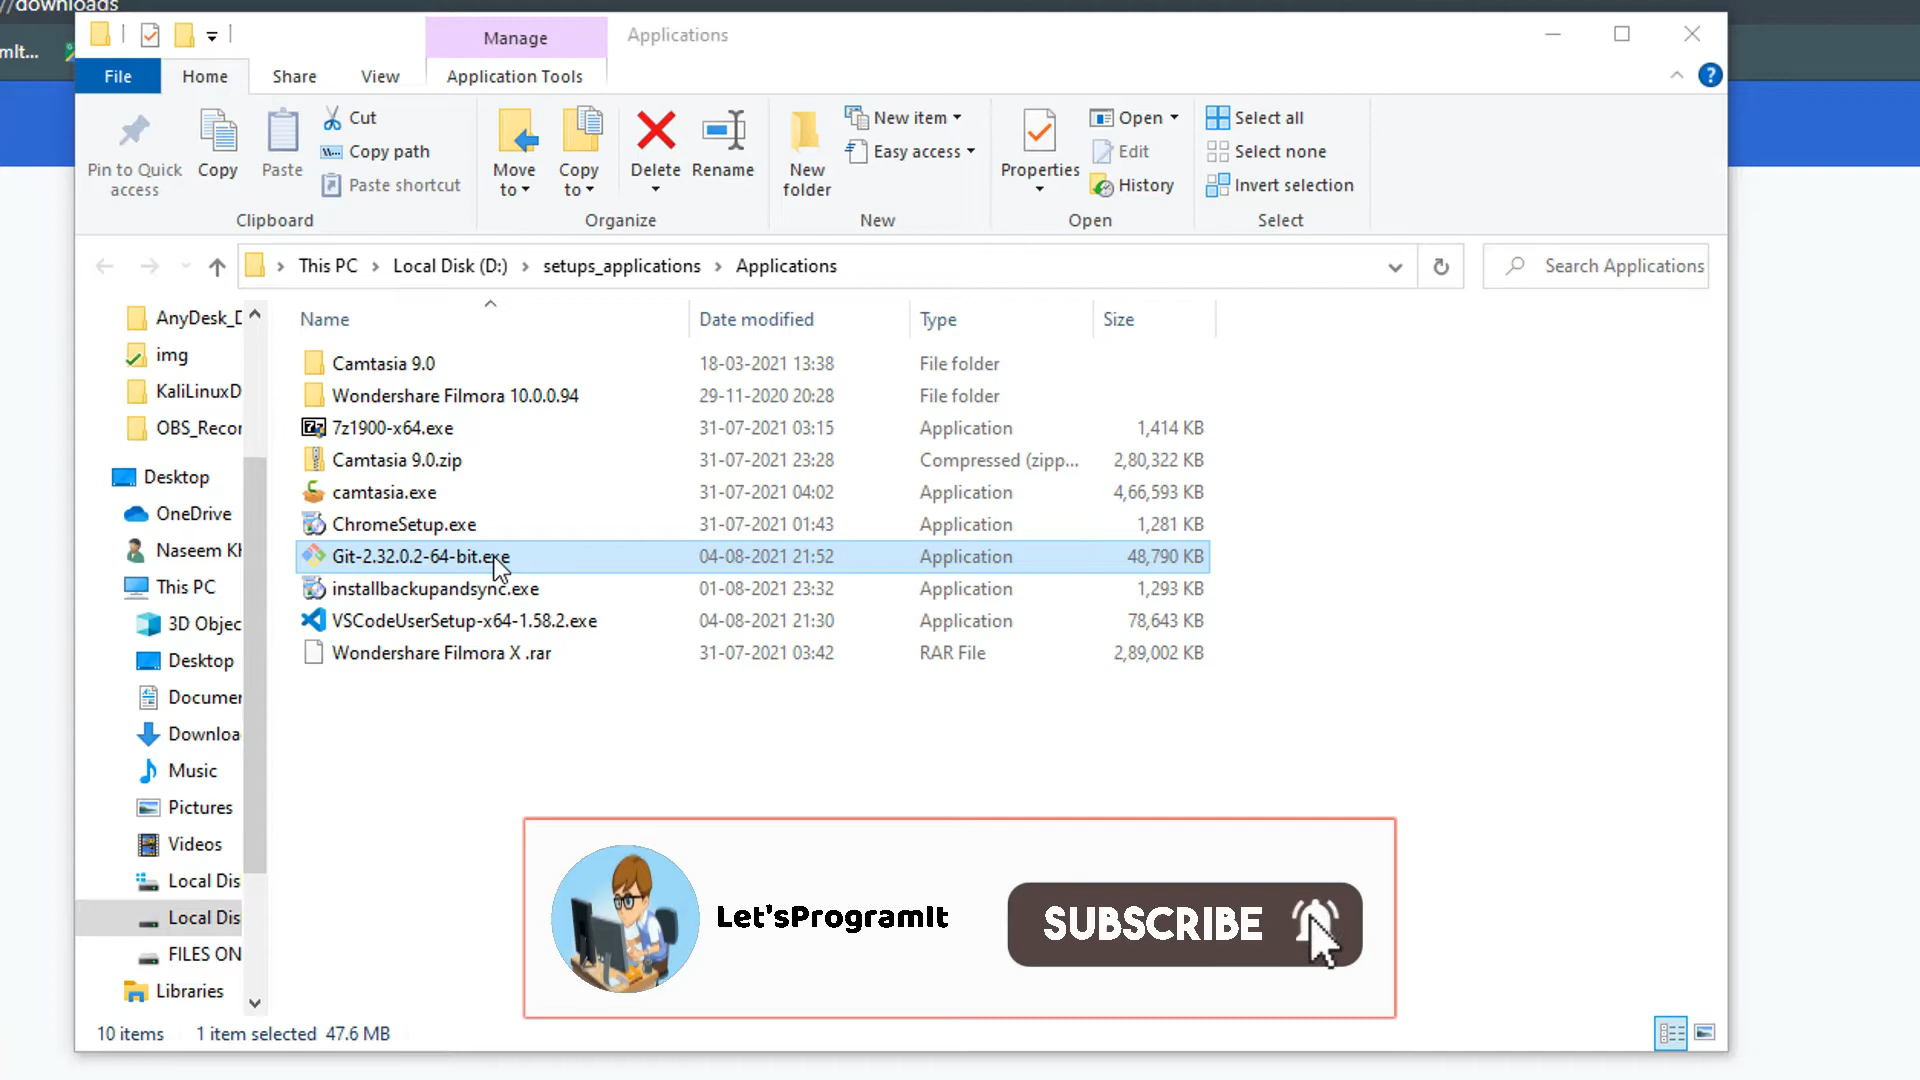 //downloads
mIt...
Manage
Applications
File
Home
Share
View
Application Tools
Pin to Quick access
Copy
Paste
Cut
Copy path
Paste shortcut
Clipboard
Move to
Copy to
Delete
Rename
Organize
New folder
New item
Easy access
New
Properties
Open
Edit
History
Open
Select all
Select none
Invert selection
Select
This PC > Local Disk (D:) > setups_applications > Applications
Search Applications
Name Date modified Type Size
Camtasia 9.0 18-03-2021 13:38 File folder
Wondershare Filmora 10.0.0.94 29-11-2020 20:28 File folder
7z1900-x64.exe 31-07-2021 03:15 Application 1,414 KB
Camtasia 9.0.zip 31-07-2021 23:28 Compressed (zipp... 2,80,322 KB
camtasia.exe 31-07-2021 04:02 Application 4,66,593 KB
ChromeSetup.exe 31-07-2021 01:43 Application 1,281 KB
Git-2.32.0.2-64-bit.exe 04-08-2021 21:52 Application 48,790 KB
installbackupandsync.exe 01-08-2021 23:32 Application 1,293 KB
VSCodeUserSetup-x64-1.58.2.exe 04-08-2021 21:30 Application 78,643 KB
Wondershare Filmora X .rar 31-07-2021 03:42 RAR File 2,89,002 KB
AnyDesk_D
img
KaliLinuxD
OBS_Recor
Desktop
OneDrive
Naseem Kh
This PC
3D Objec
Desktop
Documen
Downloa
Music
Pictures
Videos
Local Dis
Local Dis
FILES ON
Libraries
Let'sProgramIt
SUBSCRIBE
10 items 1 item selected 47.6 MB